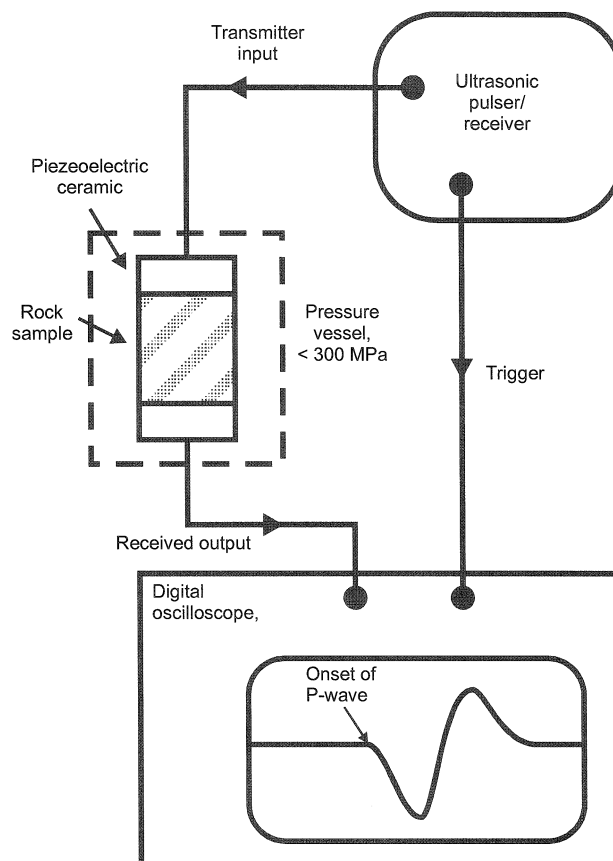 Transmitter
input
Ultrasonic
pulser/
receiver
Piezeoelectric
ceramic
Rock
sample
Pressure
vessel,
< 300 MPa
Trigger
Received output
Digital
oscilloscope,
Onset of
P-wave